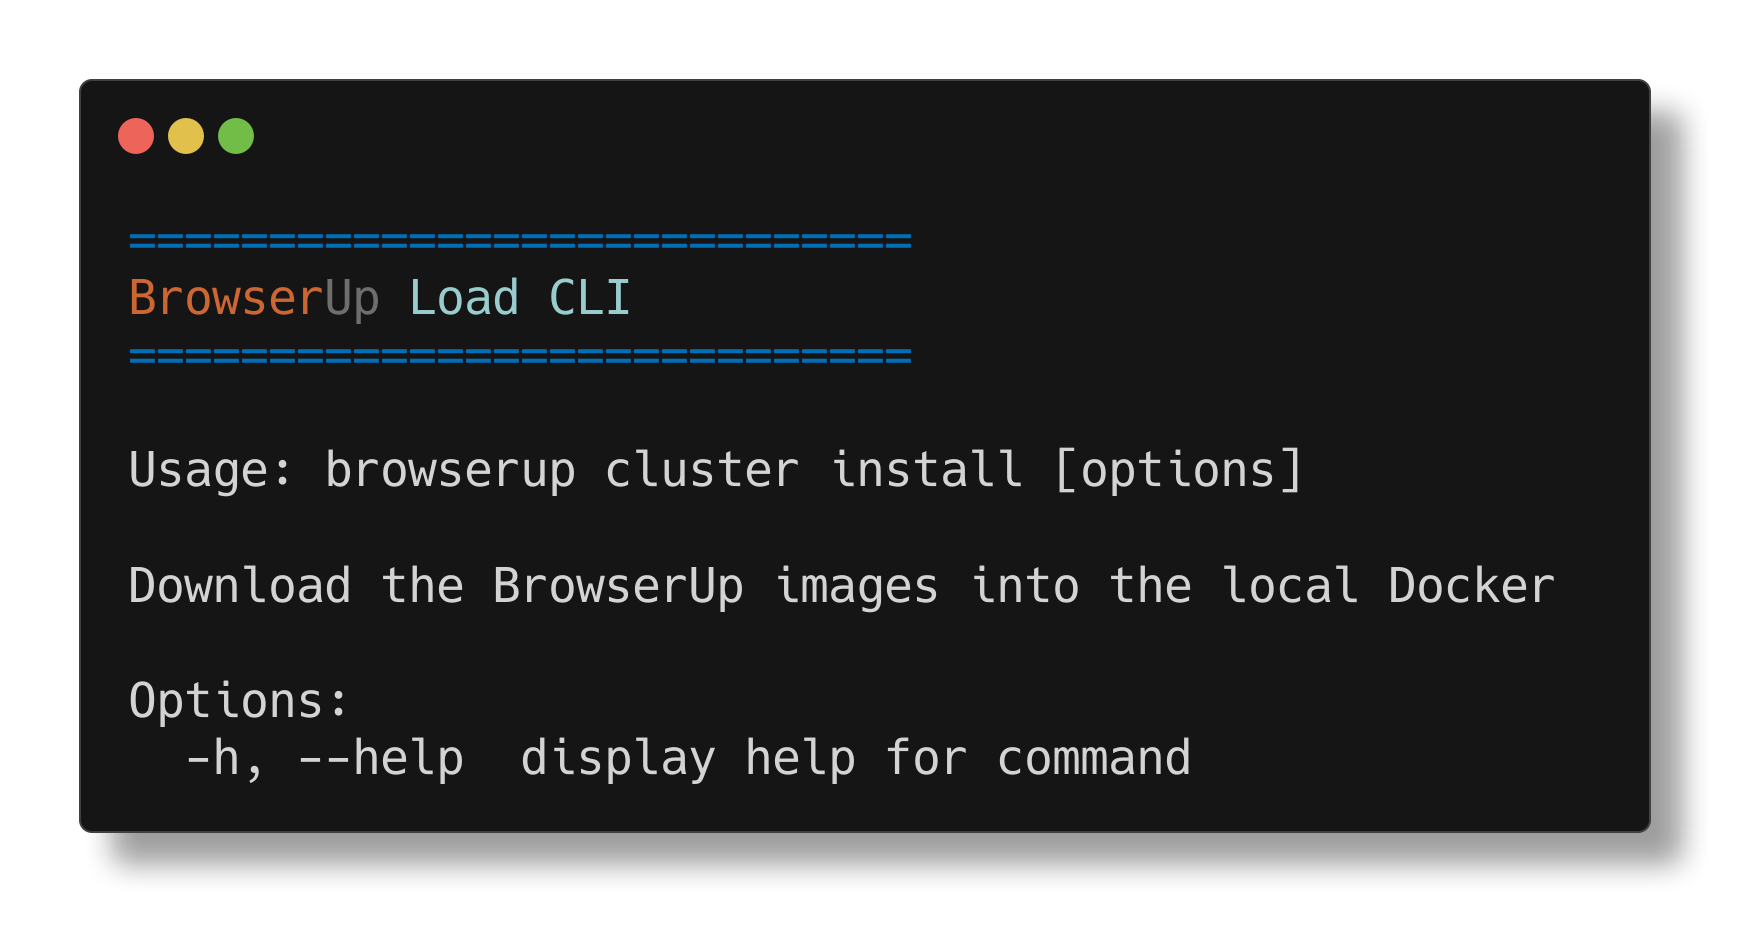 ============================
BrowserUp Load CLI
============================
Usage: browserup cluster install [options]
Download the BrowserUp images into the local Docker
Options:
  -h, --help  display help for command